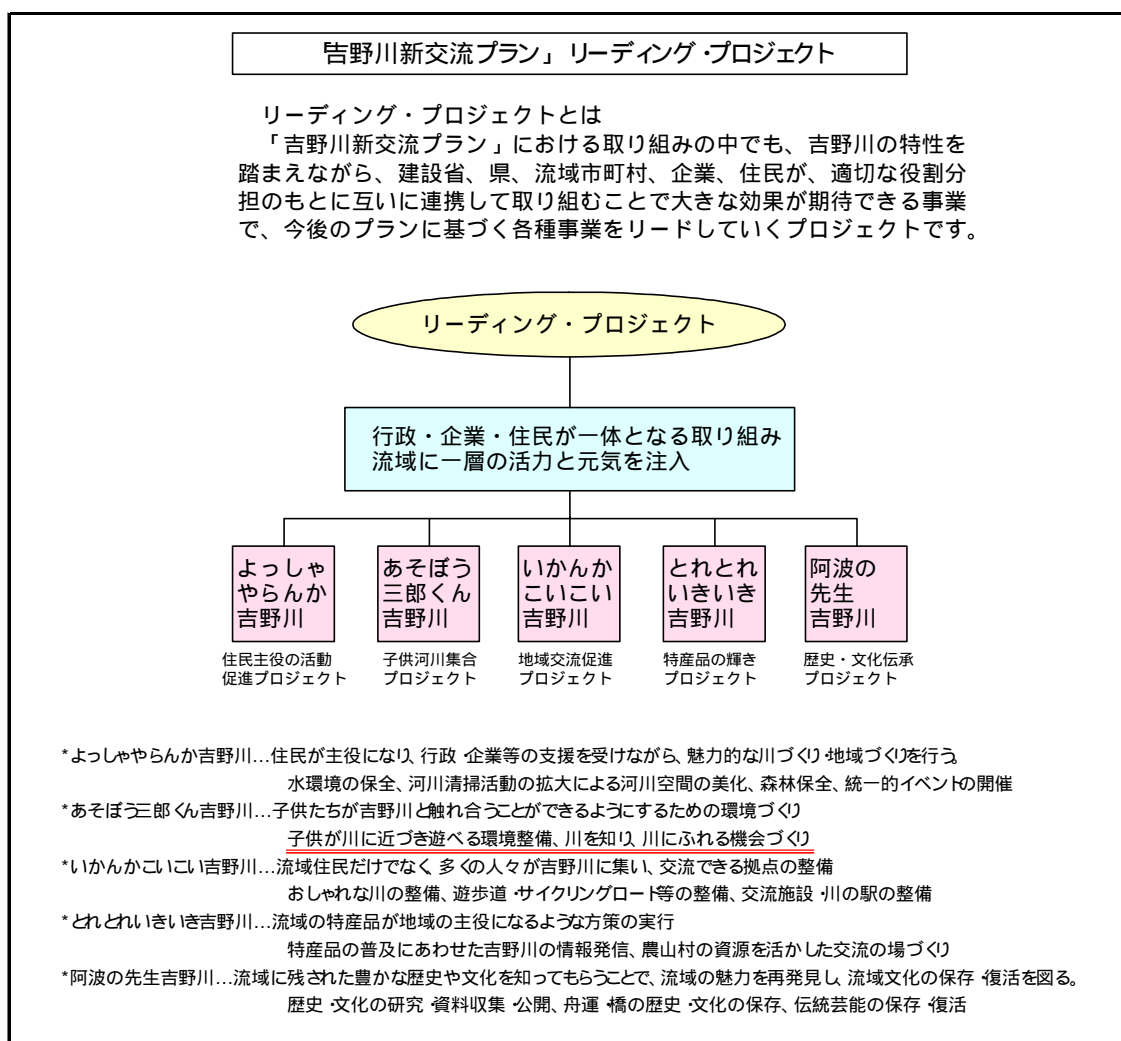 「吉野川新交流プラン」リーディング・プロジェクト
リーディング・プロジェクトとは
「吉野川新交流プラン」における取り組みの中でも、吉野川の特性を
踏まえながら、建設省、県、流域市町村、企業、住民が、適切な役割分
担のもとに互いに連携して取り組むことで大きな効果が期待できる事業
で、今後のプランに基づく各種事業をリードしていくプロジェクトです。
リーディング・プロジェクト
行政・企業・住民が一体となる取り組み
流域に一層の活力と元気を注入
よっしゃ
やらんか
吉野川
住民主役の活動
促進プロジェクト
あそぼう
三郎くん
吉野川
子供河川集合
プロジェクト
いかんか
こいこい
吉野川
地域交流促進
プロジェクト
とれとれ
いきいき
吉野川
特産品の輝き
プロジェクト
阿波の
先生
吉野川
歴史・文化伝承
プロジェクト
*よっしゃやらんか吉野川…住民が主役になり、行政・企業等の支援を受けながら、魅力的な川づくり・地域づくりを行う。
水環境の保全、河川清掃活動の拡大による河川空間の美化、森林保全、統一的イベントの開催
*あそぼう三郎くん吉野川…子供たちが吉野川と触れ合うことができるようにするための環境づくり
子供が川に近づき遊べる環境整備、川を知り、川にふれる機会づくり
*いかんかこいこい吉野川…流域住民だけでなく、多くの人々が吉野川に集い、交流できる拠点の整備
おしゃれな川の整備、遊歩道・サイクリングロード等の整備、交流施設・川の駅の整備
*とれとれいきいき吉野川…流域の特産品が地域の主役になるような方策の実行
特産品の普及にあわせた吉野川の情報発信、農山村の資源を活かした交流の場づくり
*阿波の先生吉野川…流域に残された豊かな歴史や文化を知ってもらうことで、流域の魅力を再発見し、流域文化の保存・復活を図る。
歴史・文化の研究・資料収集・公開、舟運・橋の歴史・文化の保存、伝統芸能の保存・復活